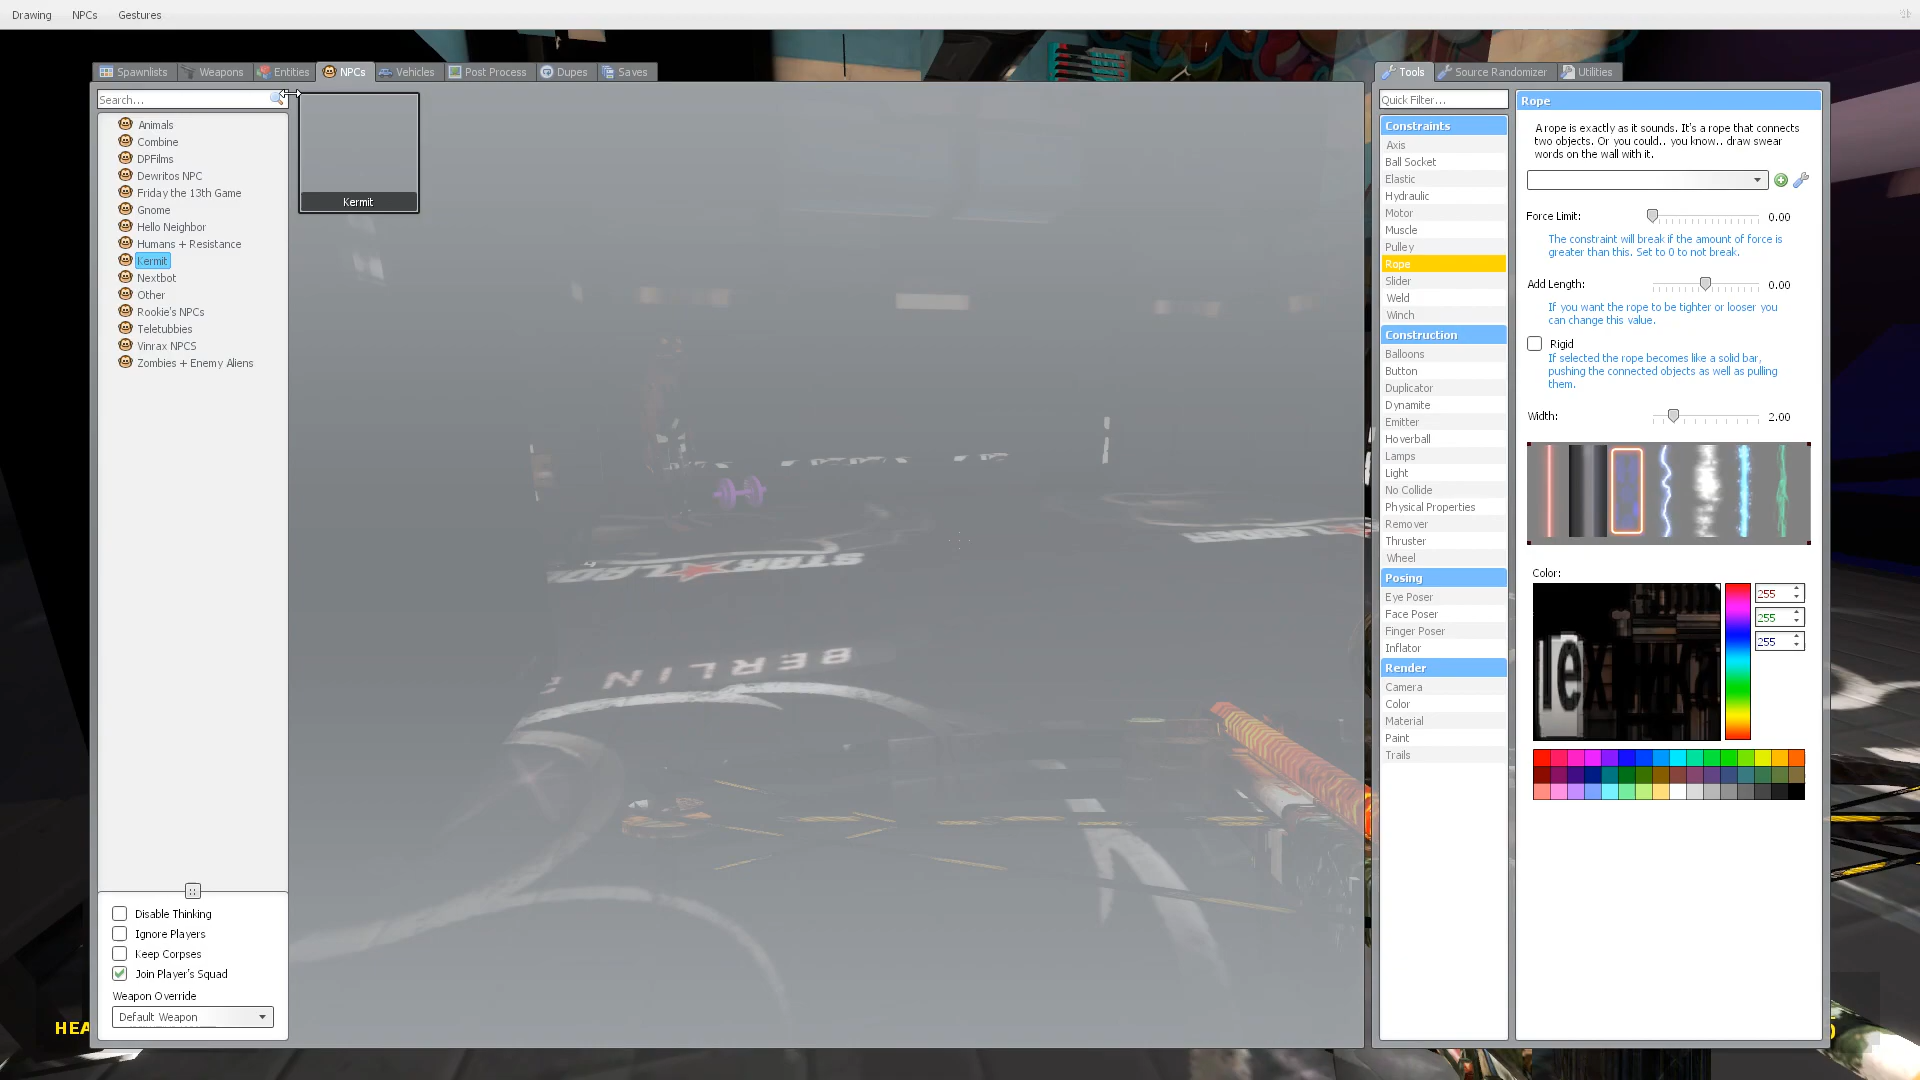 Drawing NPCs Gestures
Spawnlists Weapons Entities NPCs Vehicles Post Process Dupes Saves
Search...
Animals
Combine
DPFilms
Dewritos NPC
Friday the 13th Game
Gnome
Hello Neighbor
Humans + Resistance
Kermit
Nextbot
Other
Rookie's NPCs
Teletubbies
Vinrax NPCS
Zombies + Enemy Aliens
Disable Thinking
Ignore Players
Keep Corpses
Join Player's Squad
Weapon Override
Default Weapon
HEA
Kermit
BERLIN
Tools Source Randomizer Utilities
Quick Filter...
Constraints
Axis
Ball Socket
Elastic
Hydraulic
Motor
Muscle
Pulley
Rope
Slider
Weld
Winch
Construction
Balloons
Button
Duplicator
Dynamite
Emitter
Hoverball
Lamps
Light
No Collide
Physical Properties
Remover
Thruster
Wheel
Posing
Eye Poser
Face Poser
Finger Poser
Inflator
Render
Camera
Color
Material
Paint
Trails
Rope
A rope is exactly as it sounds. It's a rope that connects
two objects. Or you could.. you know.. draw swear
words on the wall with it.
Force Limit: 0.00
The constraint will break if the amount of force is
greater than this. Set to 0 to not break.
Add Length: 0.00
If you want the rope to be tighter or looser you
can change this value.
Rigid
If selected the rope becomes like a solid bar,
pushing the connected objects as well as pulling
them.
Width: 2.00
Color:
255
255
255